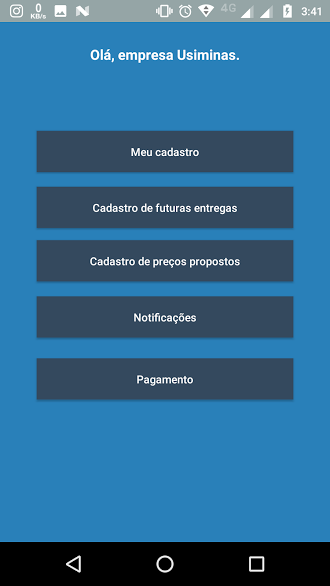 0
KB/s
4G
3:41
Olá, empresa Usiminas.
Meu cadastro
Cadastro de futuras entregas
Cadastro de preços propostos
Notificações
Pagamento